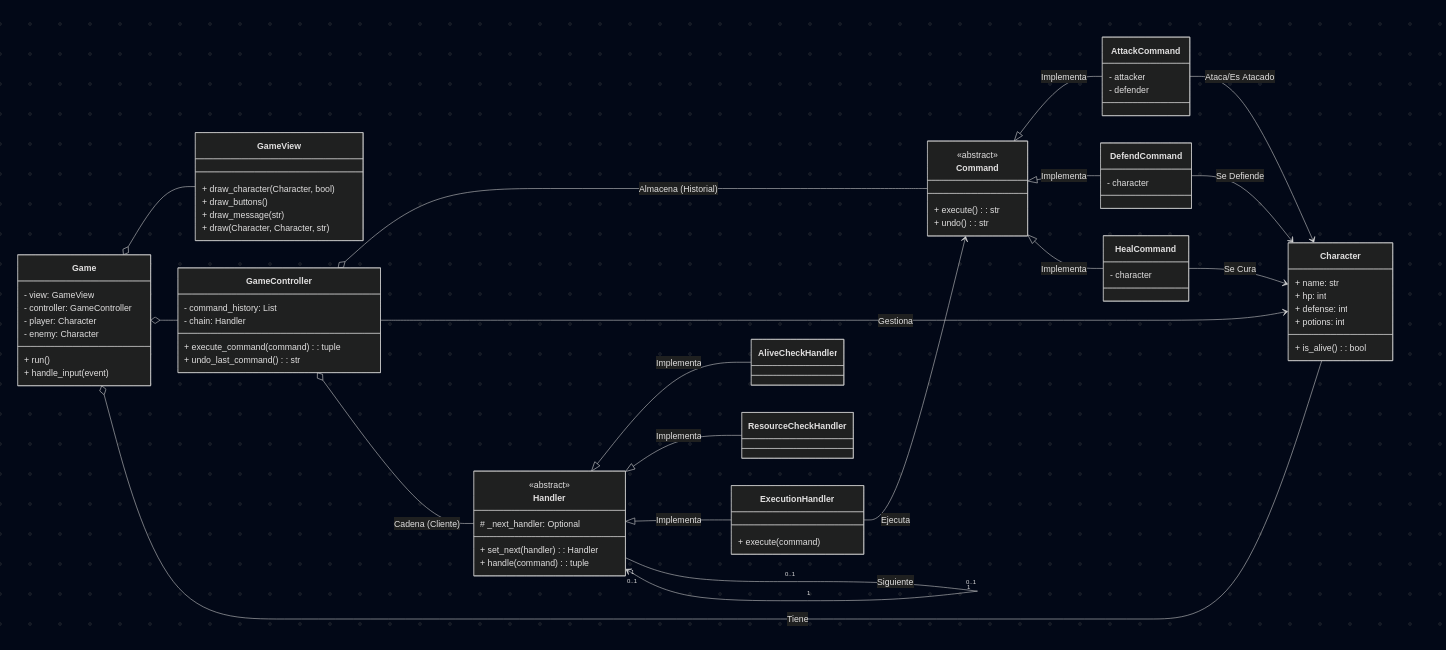 GameView
+ draw_character(Character, bool)
+ draw_buttons()
+ draw_message(str)
+ draw(Character, Character, str)
Game
- view: GameView
- controller: GameController
- player: Character
- enemy: Character
+ run()
+ handle_input(event)
GameController
- command_history: List
- chain: Handler
+ execute_command(command) : : tuple
+ undo_last_command() : : str
Almacena (Historial)
«abstract»
Command
+ execute() : : str
+ undo() : : str
Implementa
AttackCommand
- attacker
- defender
Ataca/Es Atacado
Implementa
DefendCommand
- character
Se Defiende
Implementa
HealCommand
- character
Se Cura
Character
+ name: str
+ hp: int
+ defense: int
+ potions: int
+ is_alive() : : bool
Gestiona
Implementa
AliveCheckHandler
Implementa
ResourceCheckHandler
Cadena (Cliente)
«abstract»
Handler
# _next_handler: Optional
+ set_next(handler) : : Handler
+ handle(command) : : tuple
Implementa
ExecutionHandler
+ execute(command)
Ejecuta
0..1
0..1
Siguiente
0..1
1
1
Tiene